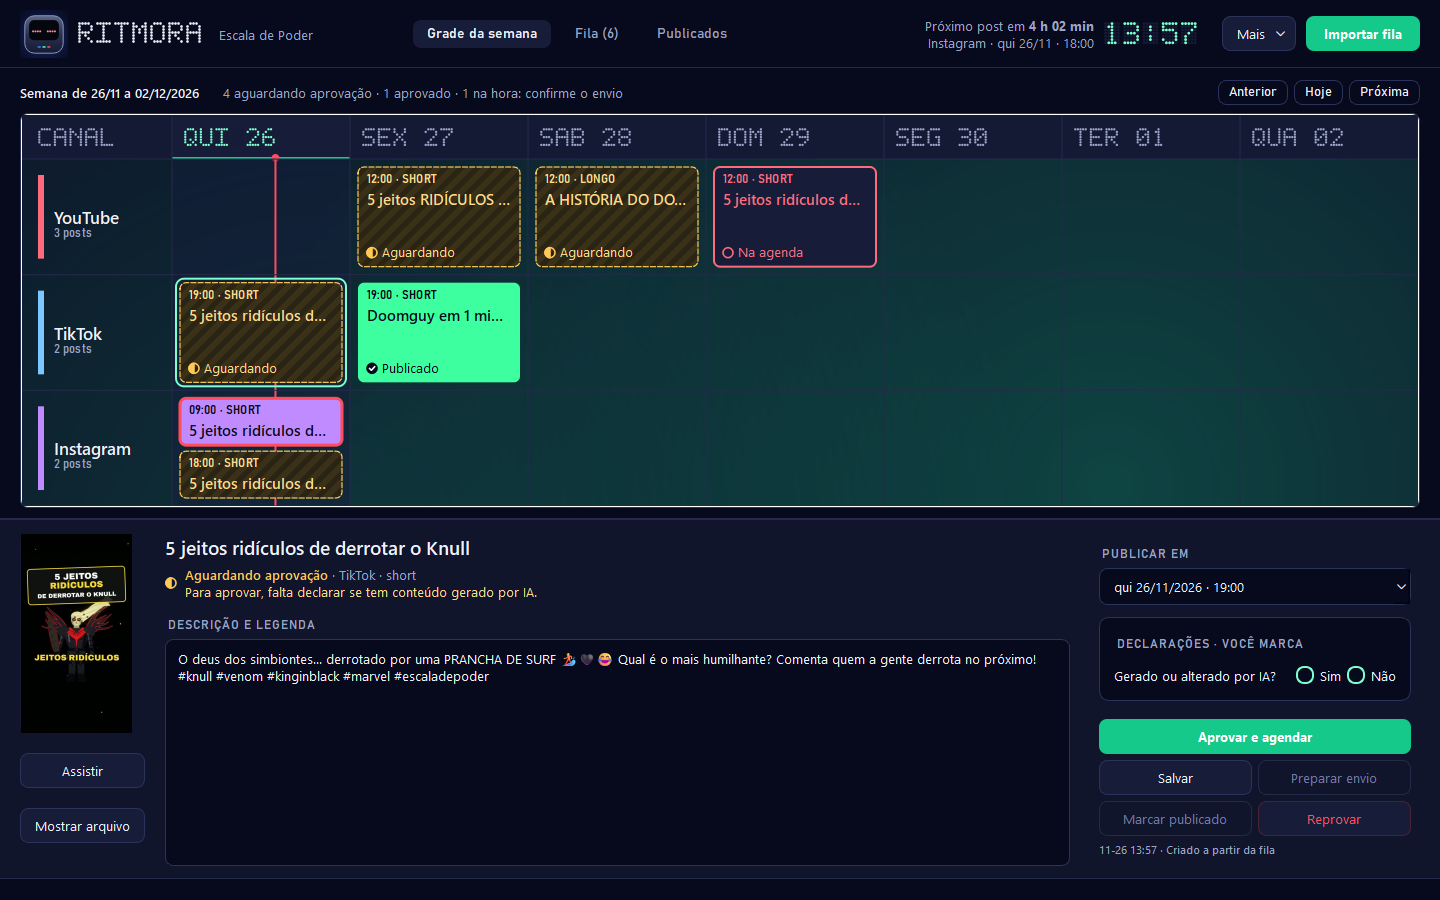 RITMORA
Escala de Poder
Grade da semana
Fila (6)
Publicados
Próximo post em 4 h 02 min
Instagram · qui 26/11 · 18:00
13:57
Mais
Importar fila
Semana de 26/11 a 02/12/2026
4 aguardando aprovação · 1 aprovado · 1 na hora: confirme o envio
Anterior
Hoje
Próxima
CANAL
QUI 26
SEX 27
SAB 28
DOM 29
SEG 30
TER 01
QUA 02
YouTube
3 posts
12:00 · SHORT
5 jeitos RIDÍCULOS ...
Aguardando
12:00 · LONGO
A HISTÓRIA DO DO...
Aguardando
12:00 · SHORT
5 jeitos ridículos d...
Na agenda
TikTok
2 posts
19:00 · SHORT
5 jeitos ridículos d...
Aguardando
19:00 · SHORT
Doomguy em 1 mi...
Publicado
Instagram
2 posts
09:00 · SHORT
5 jeitos ridículos d...
18:00 · SHORT
5 jeitos ridículos d...
5 JEITOS
RIDÍCULOS
DE DERROTAR O KNULL
JEITOS RIDÍCULOS
Assistir
Mostrar arquivo
5 jeitos ridículos de derrotar o Knull
Aguardando aprovação · TikTok · short
Para aprovar, falta declarar se tem conteúdo gerado por IA.
DESCRIÇÃO E LEGENDA
O deus dos simbiontes... derrotado por uma PRANCHA DE SURF 🏄🖤😂 Qual é o mais humilhante? Comenta quem a gente derrota no próximo!
#knull #venom #kinginblack #marvel #escaladepoder
PUBLICAR EM
qui 26/11/2026 · 19:00
DECLARAÇÕES · VOCÊ MARCA
Gerado ou alterado por IA?
Sim
Não
Aprovar e agendar
Salvar
Preparar envio
Marcar publicado
Reprovar
11-26 13:57 · Criado a partir da fila